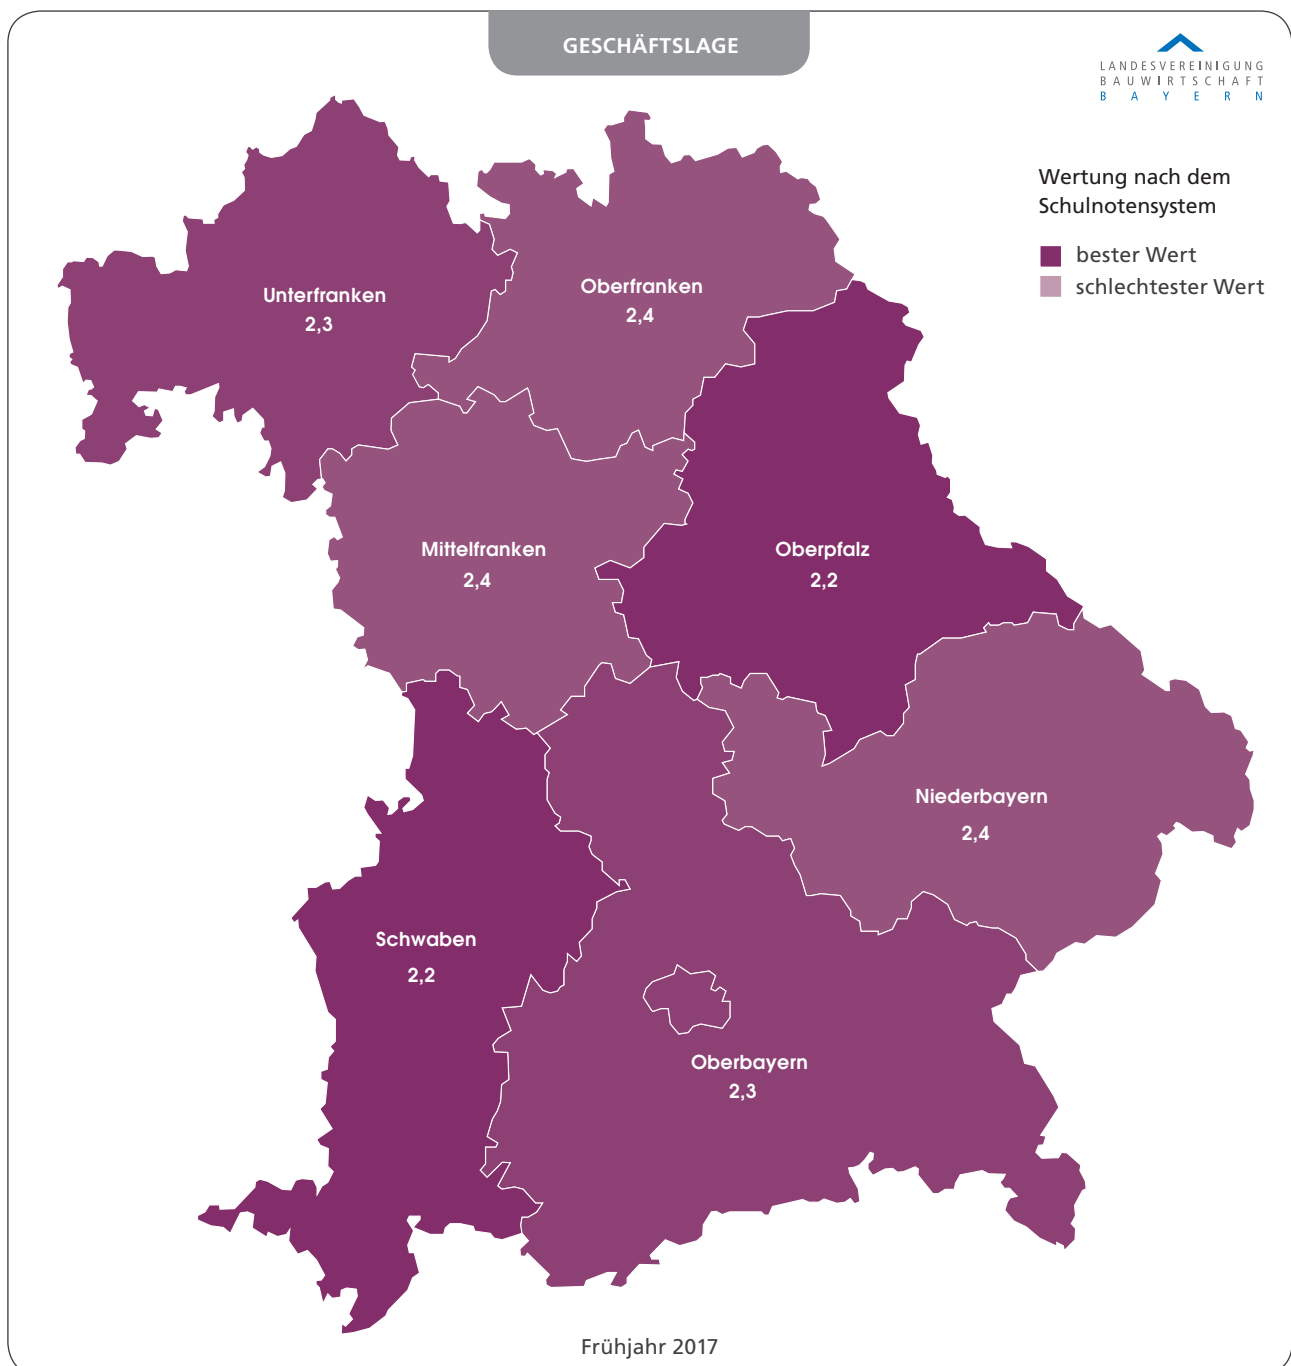 GESCHÄFTSLAGE
LANDESVEREINIGUNG
BAUWIRTSCHAFT
BAYERN
Wertung nach dem
Schulnotensystem
bester Wert
schlechtester Wert
Unterfranken
2,3
Oberfranken
2,4
Mittelfranken
2,4
Oberpfalz
2,2
Niederbayern
2,4
Schwaben
2,2
Oberbayern
2,3
Frühjahr 2017